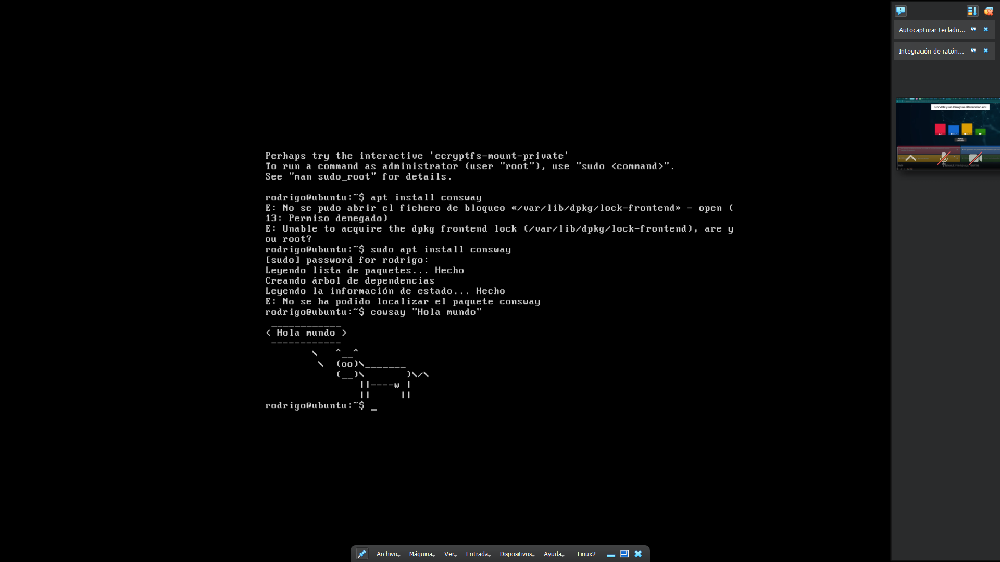 Perhaps try the interactive 'ecryptfs-mount-private'
To run a command as administrator (user "root"), use "sudo <command>".
See "man sudo_root" for details.
rodrigo@ubuntu:~$ apt install consway
E: No se pudo abrir el fichero de bloqueo «/var/lib/dpkg/lock-frontend» - open (
13: Permiso denegado)
E: Unable to acquire the dpkg frontend lock (/var/lib/dpkg/lock-frontend), are y
ou root?
rodrigo@ubuntu:~$ sudo apt install consway
[sudo] password for rodrigo:
Leyendo lista de paquetes... Hecho
Creando árbol de dependencias
Leyendo la información de estado... Hecho
E: No se ha podido localizar el paquete consway
rodrigo@ubuntu:~$ cowsay "Hola mundo"
 ____________
< Hola mundo >
 ------------
        \   ^__^
         \  (oo)\_______
            (__)\       )\/\
                ||----w |
                ||     ||
rodrigo@ubuntu:~$ _
Autocapturar teclado...
Integración de ratón...
Un VPN y un Proxy se diferencian en:
Archivo
Máquina
Ver
Entrada
Dispositivos
Ayuda
Linux2